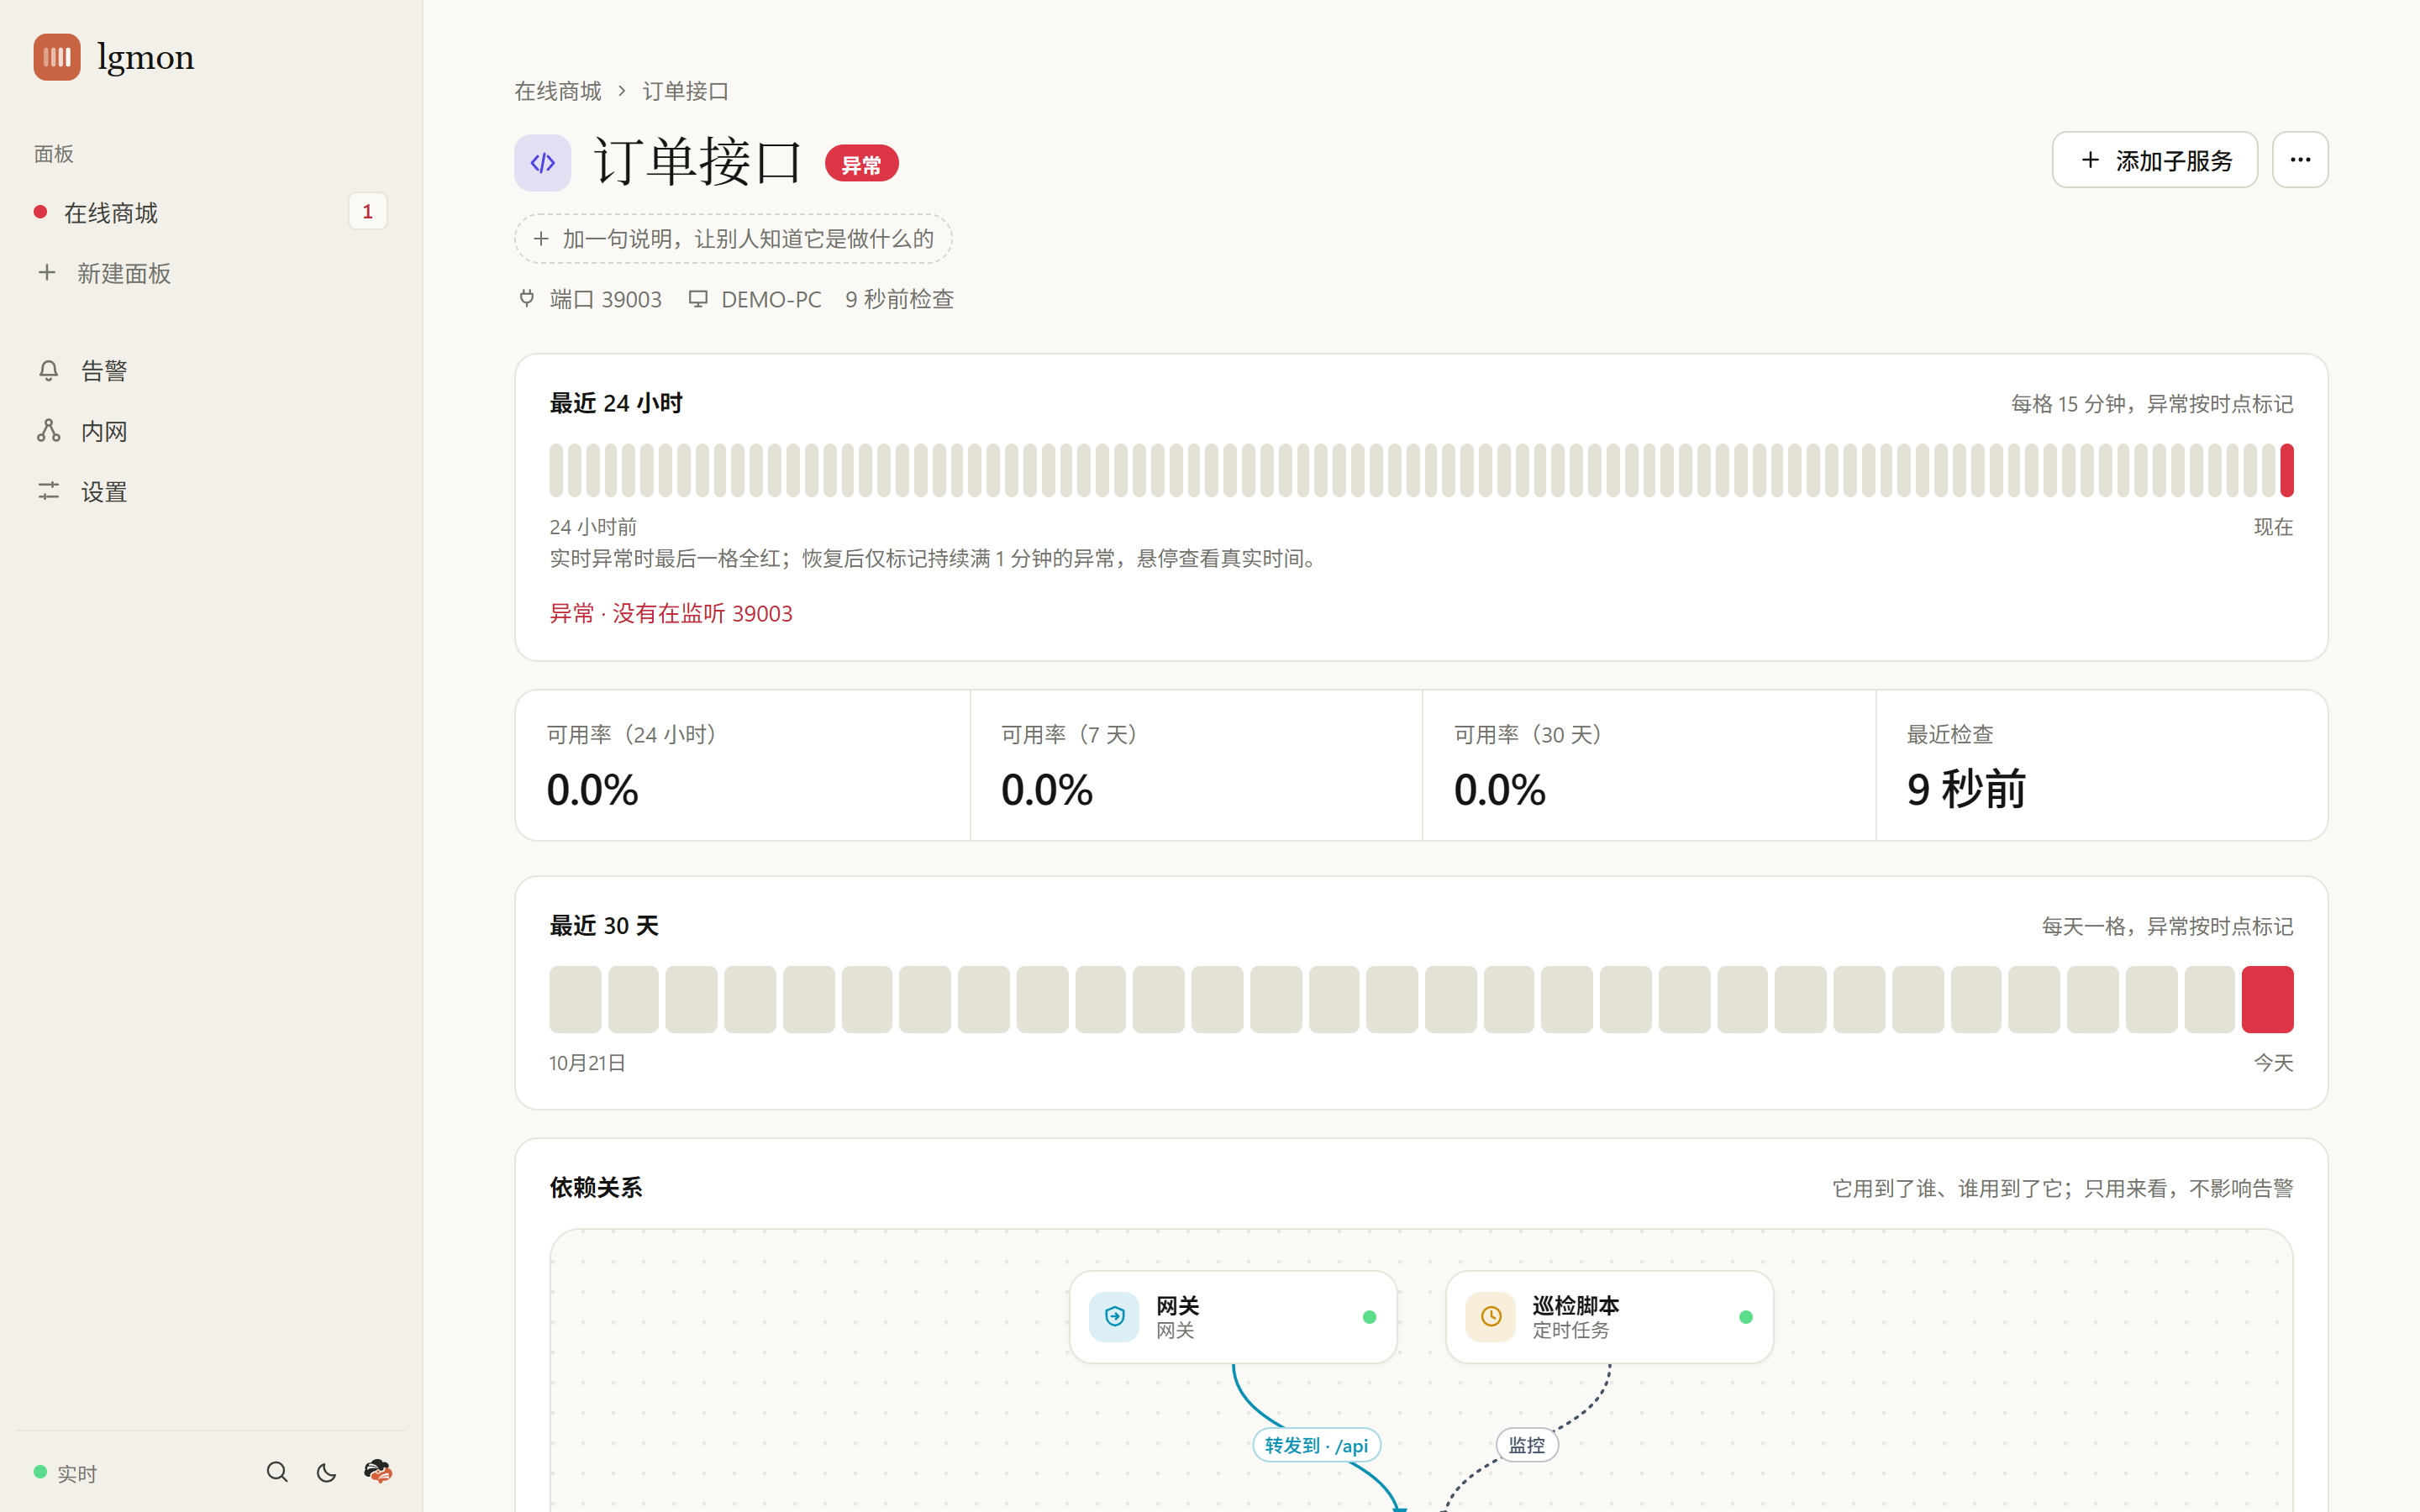 lgmon
面板
在线商城
1
新建面板
告警
内网
设置
实时
在线商城 › 订单接口
订单接口
异常
添加子服务
加一句说明，让别人知道它是做什么的
端口 39003 DEMO-PC 9 秒前检查
最近 24 小时
每格 15 分钟，异常按时点标记
24 小时前
现在
实时异常时最后一格全红；恢复后仅标记持续满 1 分钟的异常，悬停查看真实时间。
异常 · 没有在监听 39003
可用率（24 小时）
0.0%
可用率（7 天）
0.0%
可用率（30 天）
0.0%
最近检查
9 秒前
最近 30 天
每天一格，异常按时点标记
10月21日
今天
依赖关系
它用到了谁、谁用到了它；只用来看，不影响告警
网关
网关
巡检脚本
定时任务
转发到 · /api
监控